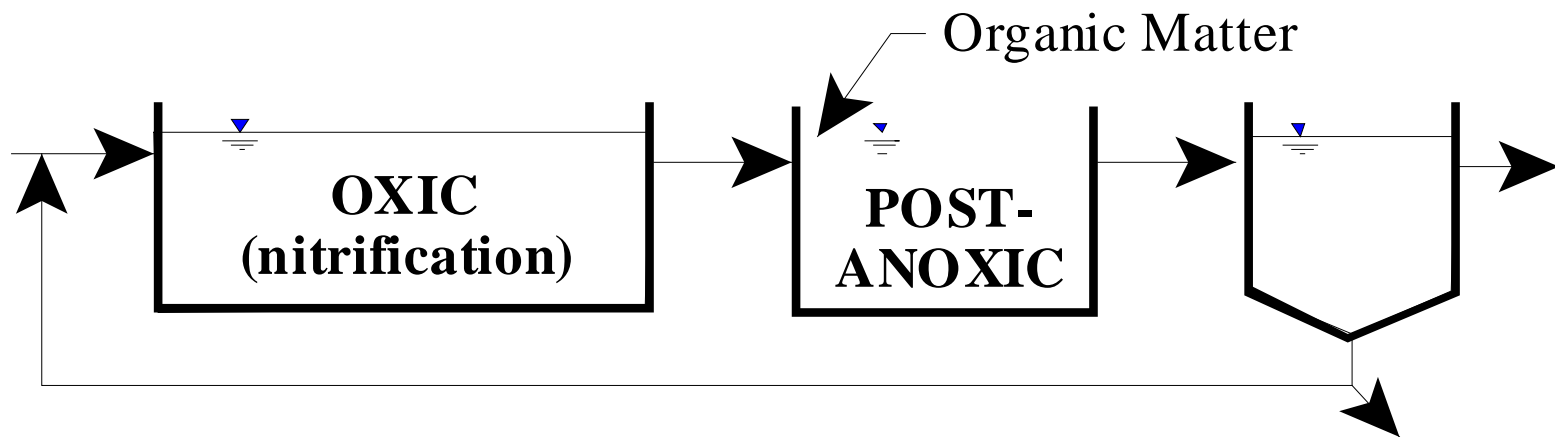 Organic Matter
OXIC
(nitrification)
POST-
ANOXIC